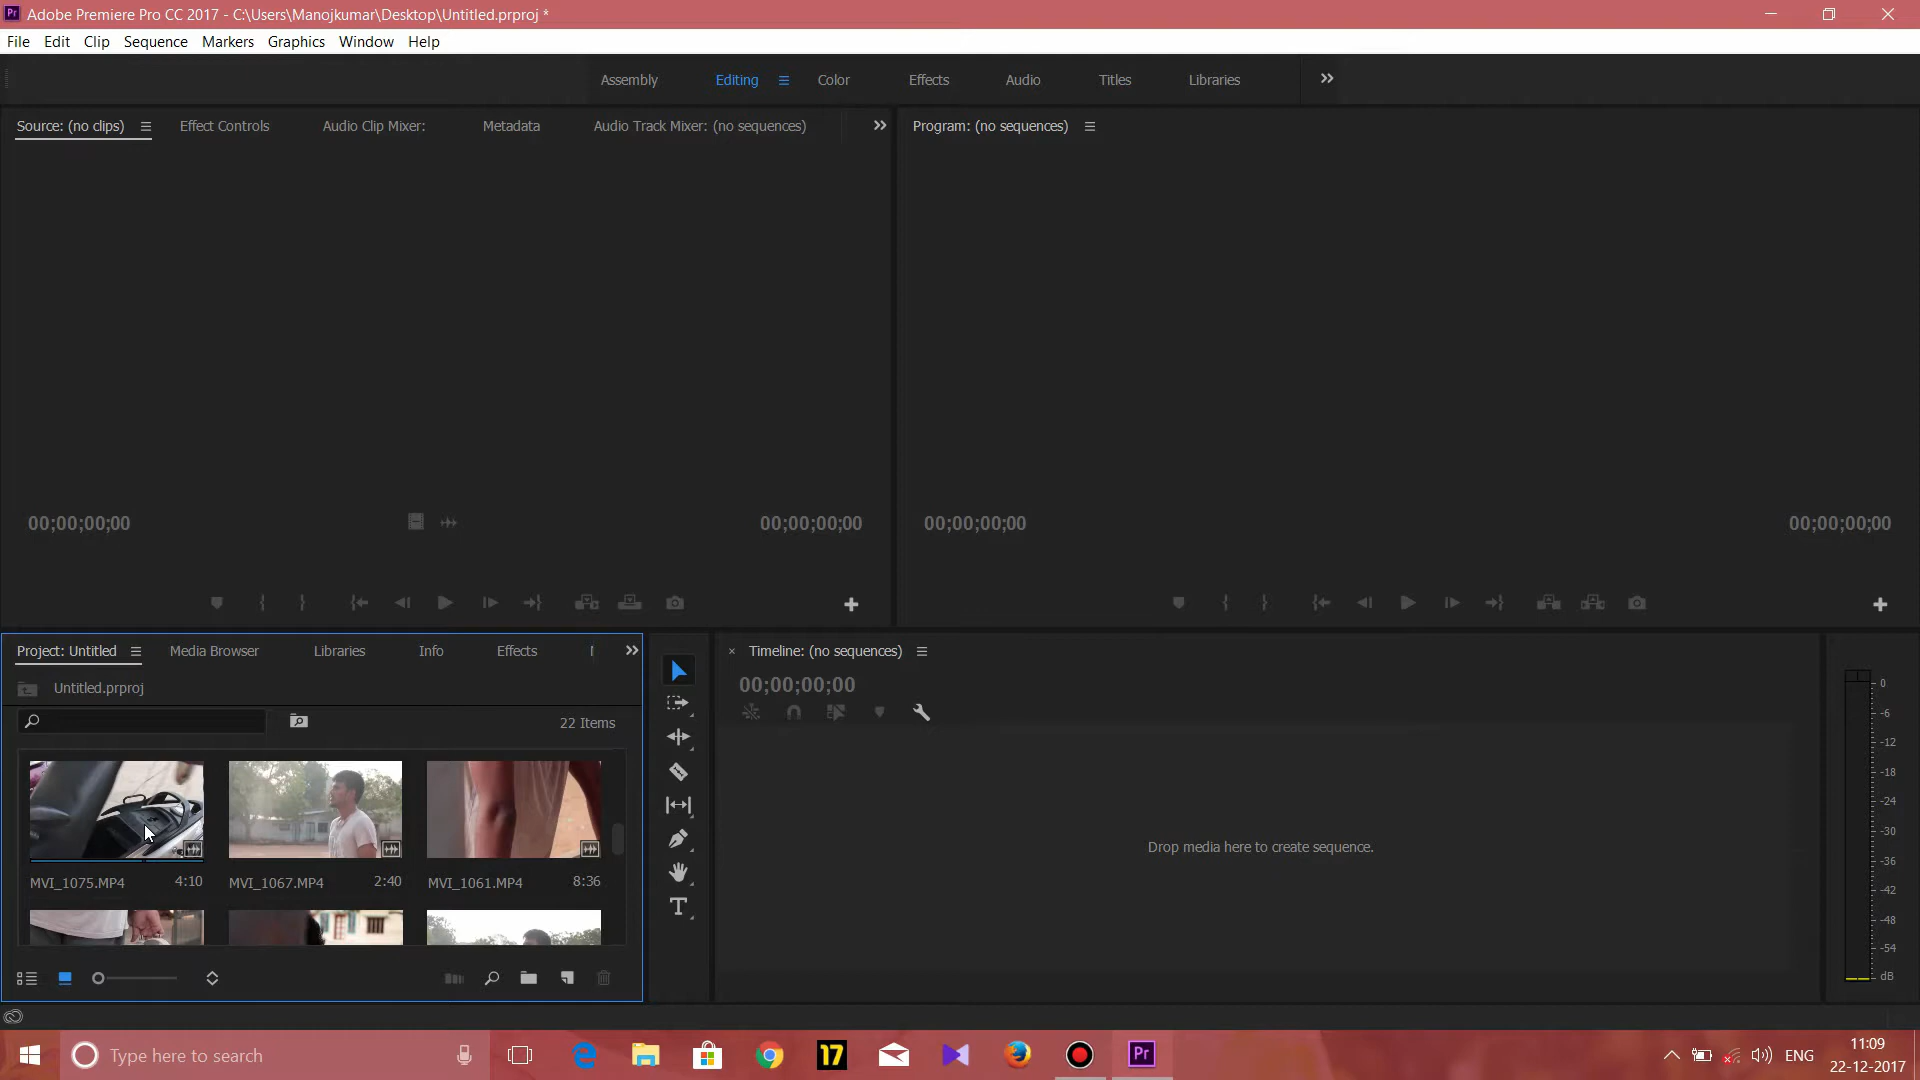 Adobe Premiere Pro CC 2017 - C:\Users\Manojkumar\Desktop\Untitled.prproj *
File Edit Clip Sequence Markers Graphics Window Help
Assembly Editing Color Effects Audio Titles Libraries
Source: (no clips) Effect Controls Audio Clip Mixer: Metadata Audio Track Mixer: (no sequences)
Program: (no sequences)
00;00;00;00 00;00;00;00
00;00;00;00 00;00;00;00
Project: Untitled Media Browser Libraries Info Effects
Untitled.prproj
22 Items
MVI_1075.MP4 4:10 MVI_1067.MP4 2:40 MVI_1061.MP4 8:36
Timeline: (no sequences)
00;00;00;00
Drop media here to create sequence.
0
-6
-12
-18
-24
-30
-36
-42
-48
-54
dB
Type here to search
17
Pr
ENG
11:09
22-12-2017